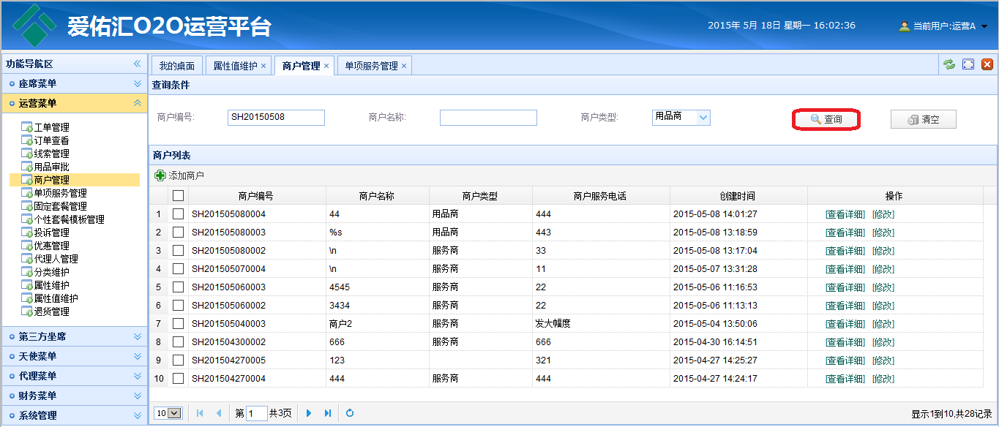 爱佑汇O2O运营平台
2015年 5月 18日 星期一 16:02:36
当前用户:运营A
功能导航区
座席菜单
运营菜单
工单管理
订单查看
线索管理
用品审批
商户管理
单项服务管理
固定套餐管理
个性套餐模板管理
投诉管理
优惠管理
代理人管理
分类维护
属性维护
属性值维护
退货管理
第三方坐席
天使菜单
代理菜单
财务菜单
系统管理
我的桌面 属性值维护 × 商户管理 × 单项服务管理 ×
查询条件
商户编号: SH20150508 商户名称: 商户类型: 用品商 查询 清空
商户列表
添加商户
商户编号 商户名称 商户类型 商户服务电话 创建时间 操作
1 SH201505080004 44 用品商 444 2015-05-08 14:01:27 [查看详细] [修改]
2 SH201505080003 %s 用品商 443 2015-05-08 13:18:59 [查看详细] [修改]
3 SH201505080002 \n 服务商 33 2015-05-08 13:17:04 [查看详细] [修改]
4 SH201505070004 \n 服务商 11 2015-05-07 13:31:28 [查看详细] [修改]
5 SH201505060003 4545 服务商 22 2015-05-06 11:16:53 [查看详细] [修改]
6 SH201505060002 3434 服务商 22 2015-05-06 11:13:13 [查看详细] [修改]
7 SH201505040003 商户2 服务商 发大幅度 2015-05-04 13:50:06 [查看详细] [修改]
8 SH201504300002 666 服务商 666 2015-04-30 16:14:51 [查看详细] [修改]
9 SH201504270005 123 321 2015-04-27 14:25:27 [查看详细] [修改]
10 SH201504270004 444 服务商 444 2015-04-27 14:24:17 [查看详细] [修改]
10 第 1 共3页 显示1到10,共28记录